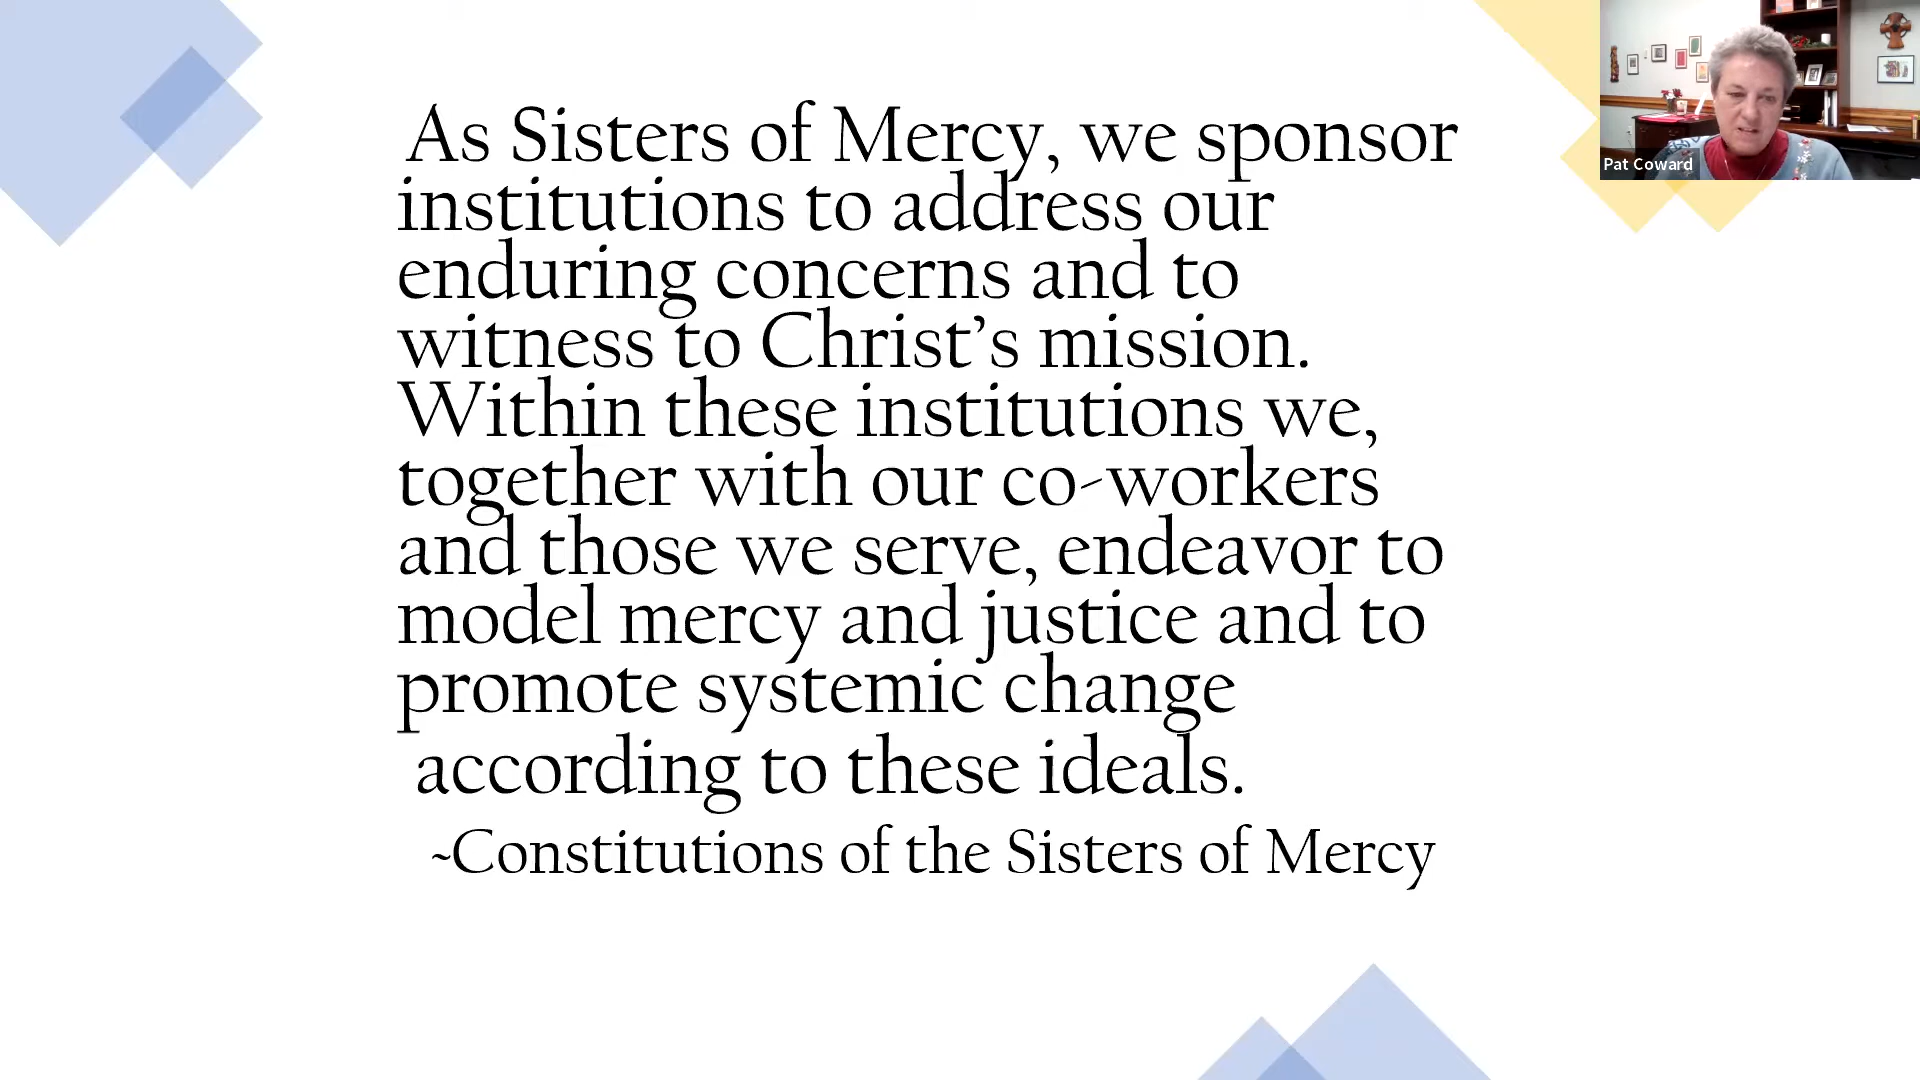 As Sisters of Mercy, we sponsor
institutions to address our
enduring concerns and to
witness to Christ’s mission.
Within these institutions we,
together with our co-workers
and those we serve, endeavor to
model mercy and justice and to
promote systemic change
according to these ideals.
~Constitutions of the Sisters of Mercy
Pat Coward